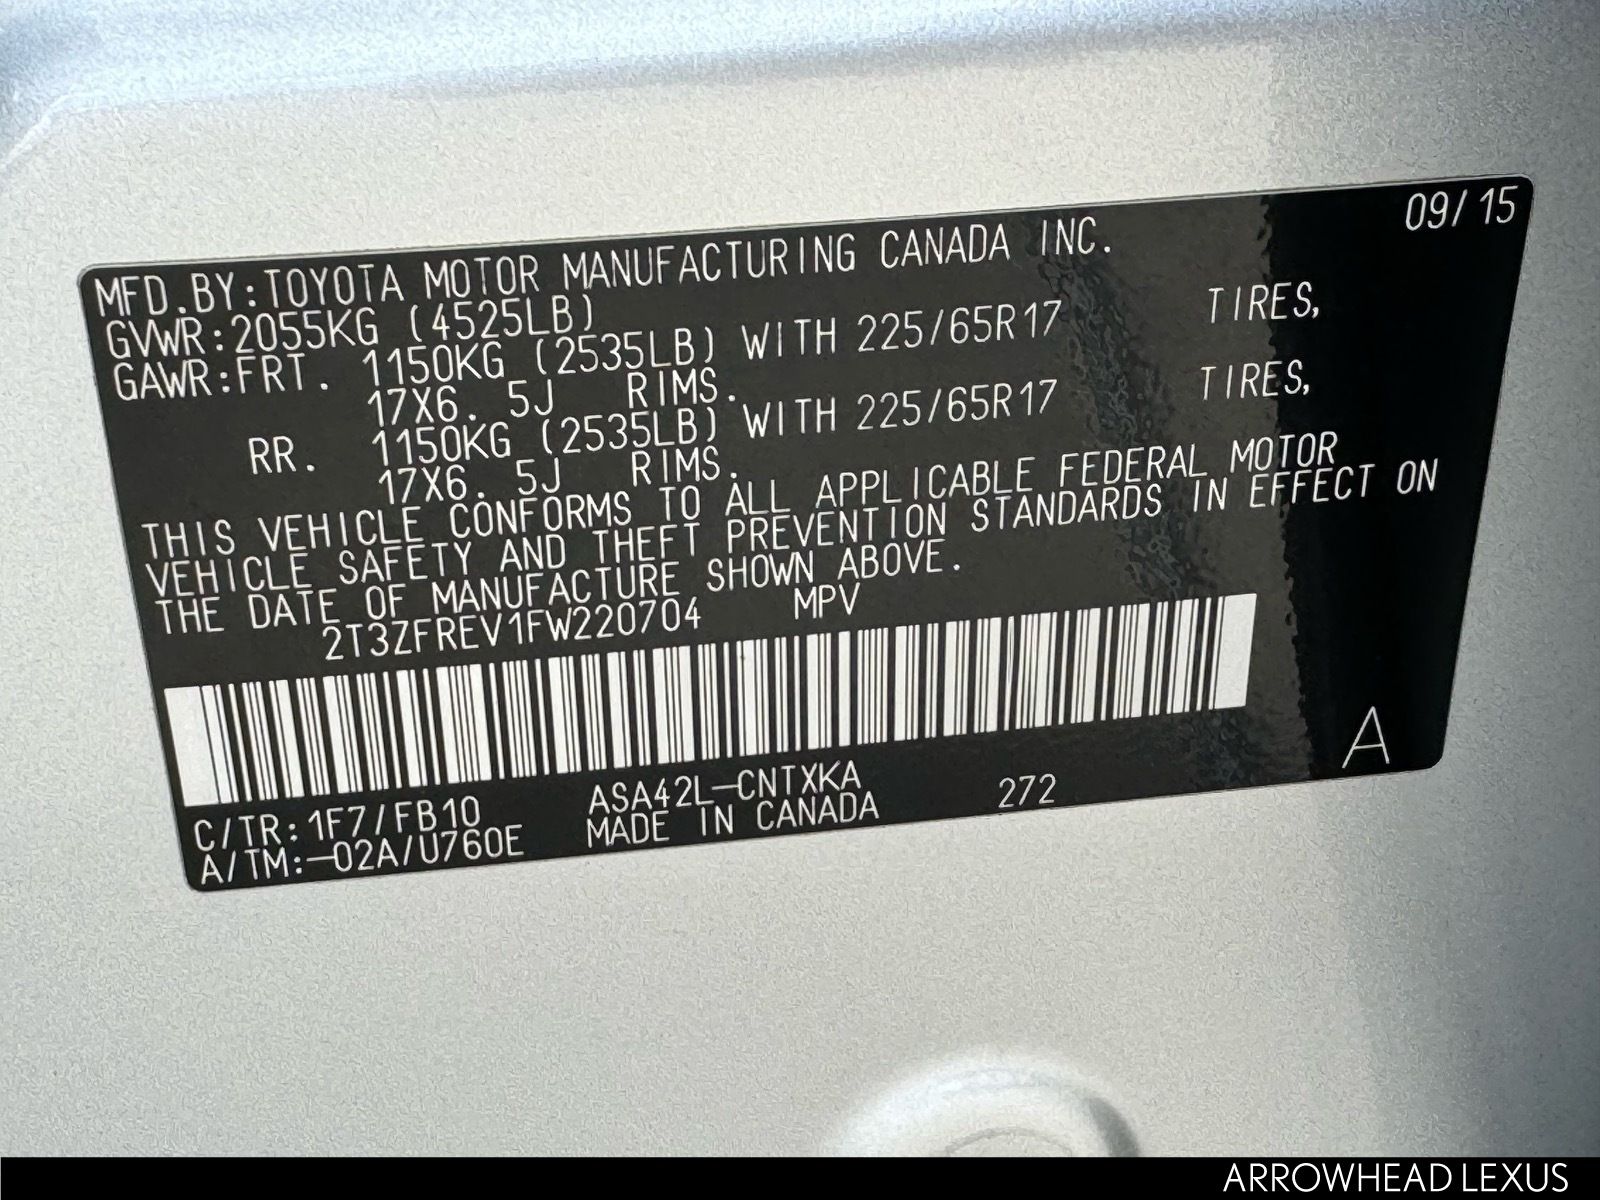 09/15
MFD.BY:TOYOTA MOTOR MANUFACTURING CANADA INC.
GVWR:2055KG (4525LB)
GAWR:FRT. 1150KG (2535LB) WITH 225/65R17 TIRES,
17X6.5J RIMS.
RR. 1150KG (2535LB) WITH 225/65R17 TIRES,
17X6.5J RIMS.
THIS VEHICLE CONFORMS TO ALL APPLICABLE FEDERAL MOTOR
VEHICLE SAFETY AND THEFT PREVENTION STANDARDS IN EFFECT ON
THE DATE OF MANUFACTURE SHOWN ABOVE.
2T3ZFREV1FW220704 MPV
A
C/TR:1F7/FB10 ASA42L-CNTXKA 272
A/TM:-02A/U760E MADE IN CANADA
ARROWHEAD LEXUS